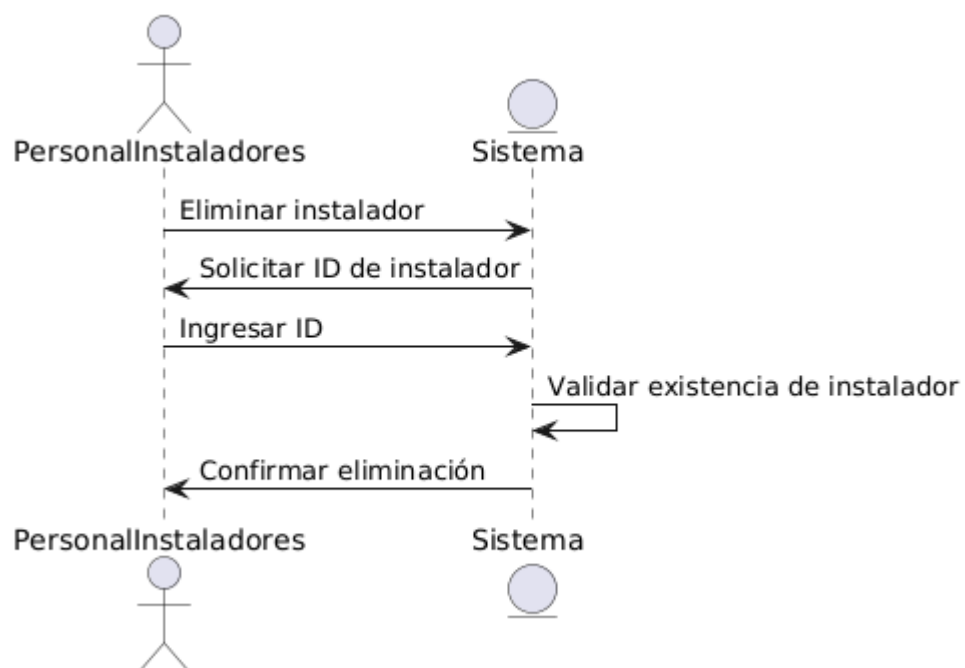 PersonalInstaladores
Sistema
Eliminar instalador
Solicitar ID de instalador
Ingresar ID
Validar existencia de instalador
Confirmar eliminación
PersonalInstaladores
Sistema